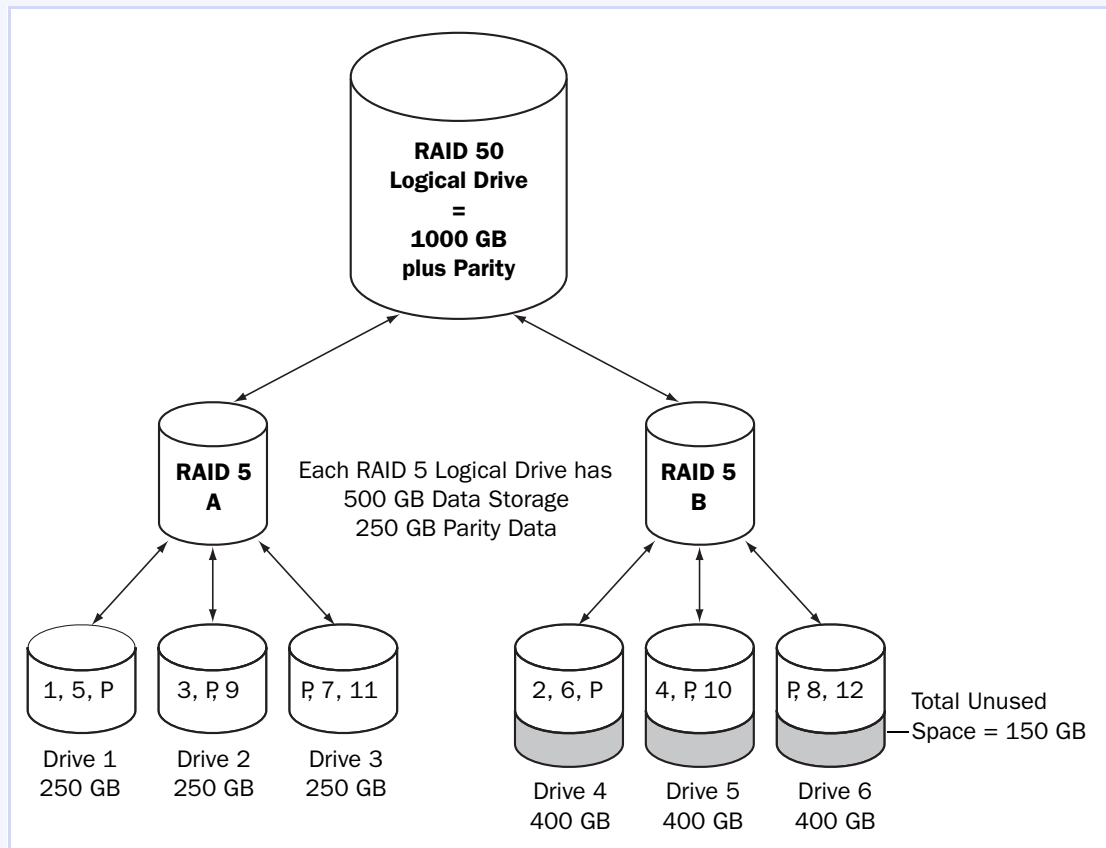 RAID 50
Logical Drive
=
1000 GB
plus Parity
RAID 5
A
Each RAID 5 Logical Drive has
500 GB Data Storage
250 GB Parity Data
RAID 5
B
1, 5, P
3, P, 9
P, 7, 11
2, 6, P
4, P, 10
P, 8, 12
Total Unused
Space = 150 GB
Drive 1
250 GB
Drive 2
250 GB
Drive 3
250 GB
Drive 4
400 GB
Drive 5
400 GB
Drive 6
400 GB